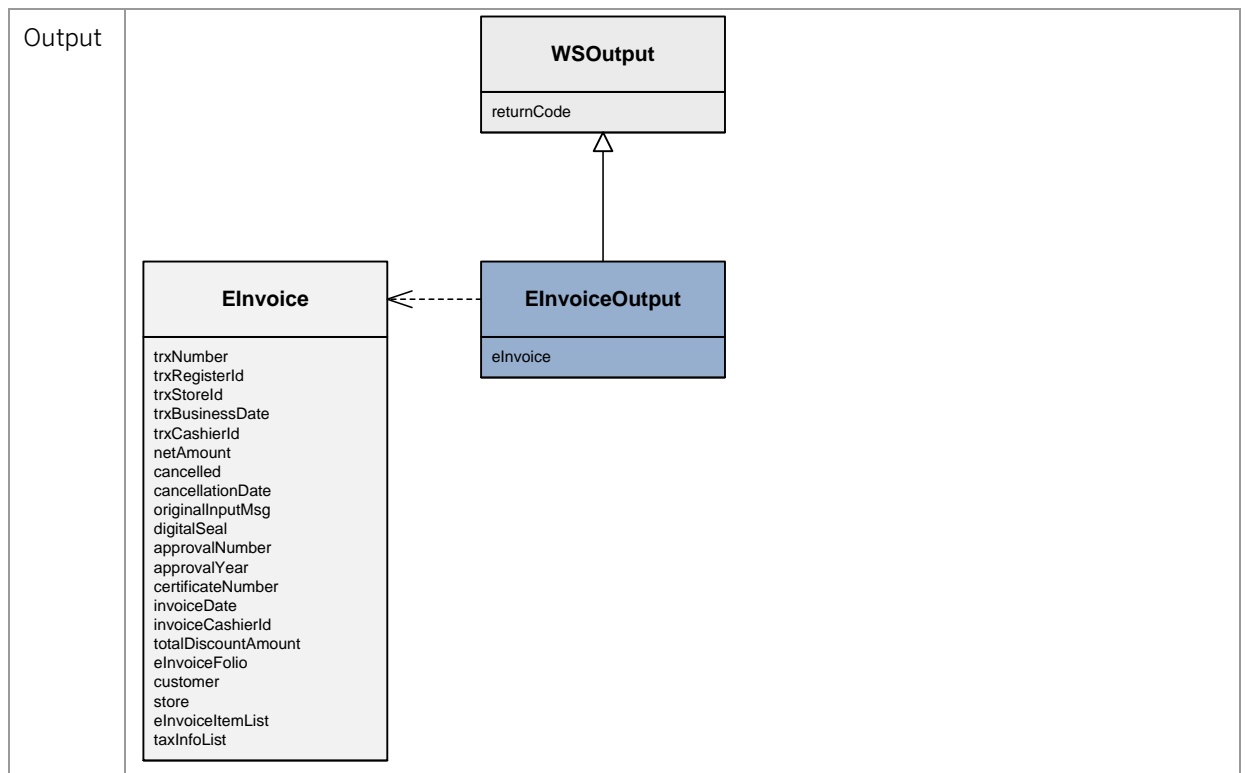 Output
WSOutput
returnCode
EInvoice
trxNumber
trxRegisterId
trxStoreId
trxBusinessDate
trxCashierId
netAmount
cancelled
cancellationDate
originalInputMsg
digitalSeal
approvalNumber
approvalYear
certificateNumber
invoiceDate
invoiceCashierId
totalDiscountAmount
eInvoiceFolio
customer
store
eInvoiceItemList
taxInfoList
EInvoiceOutput
eInvoice